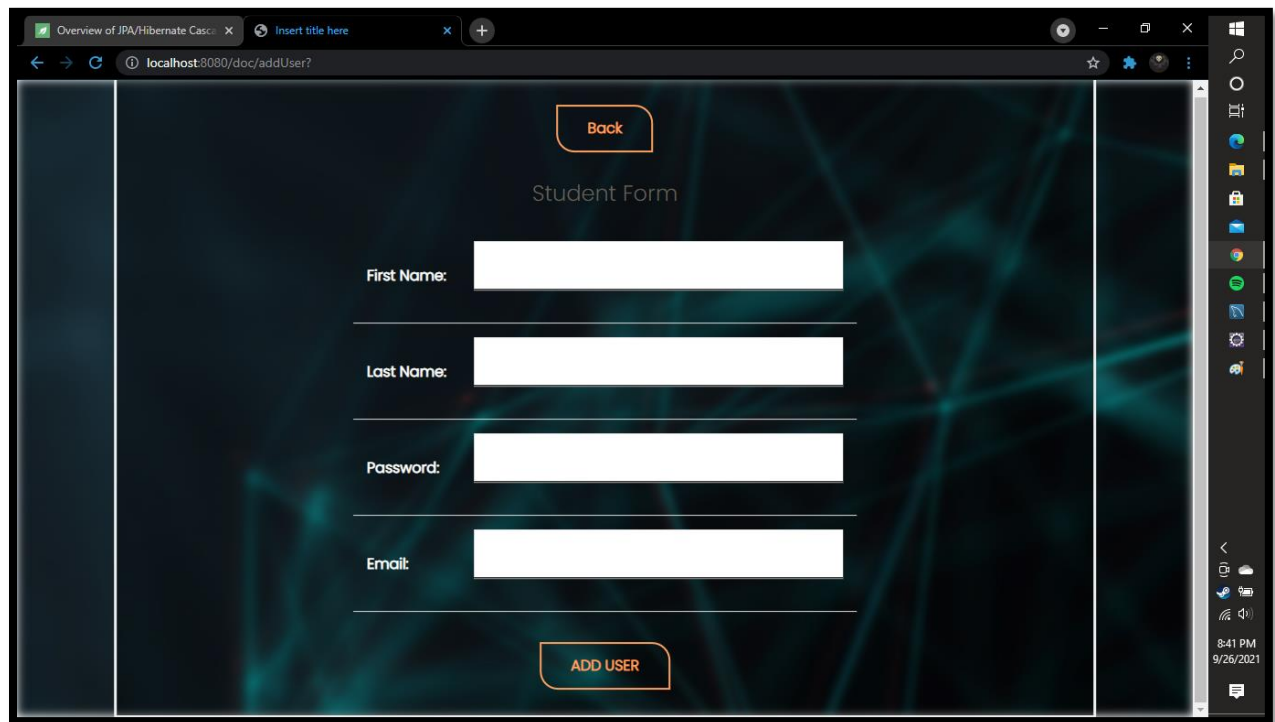 Overview of JPA/Hibernate Casca
Insert title here
localhost:8080/doc/addUser?
Back
Student Form
First Name:
Last Name:
Password:
Email:
ADD USER
8:41 PM
9/26/2021